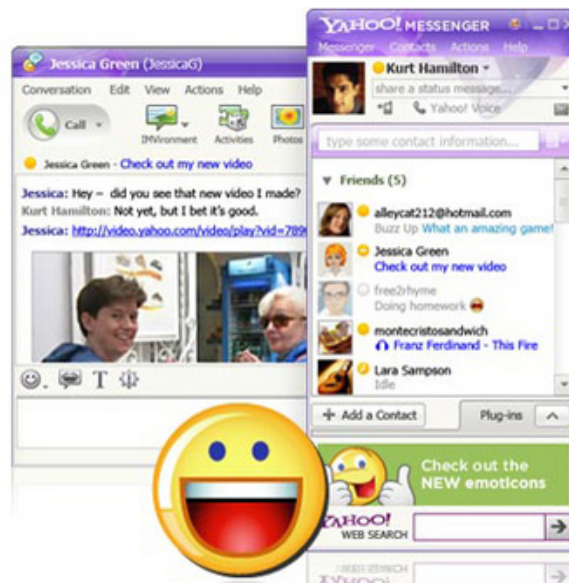 Jessica Green (JessicaG)
Conversation Edit View Actions Help
Call
IMVironment Activities Photos
Jessica Green - Check out my new video
Jessica: Hey – did you see that new video I made?
Kurt Hamilton: Not yet, but I bet it's good.
Jessica: http://video.yahoo.com/video/play?vid=789
T
YAHOO! MESSENGER
Messenger Contacts Actions Help
Kurt Hamilton
share a status message...
Yahoo! Voice
type some contact information...
Friends (5)
alleycat212@hotmail.com
Buzz Up What an amazing game!
Jessica Green
Check out my new video
free2rhyme
Doing homework
montecristosandwich
Franz Ferdinand - This Fire
Lara Sampson
Idle
+ Add a Contact Plug-ins
Check out the
NEW emoticons
YAHOO!
WEB SEARCH